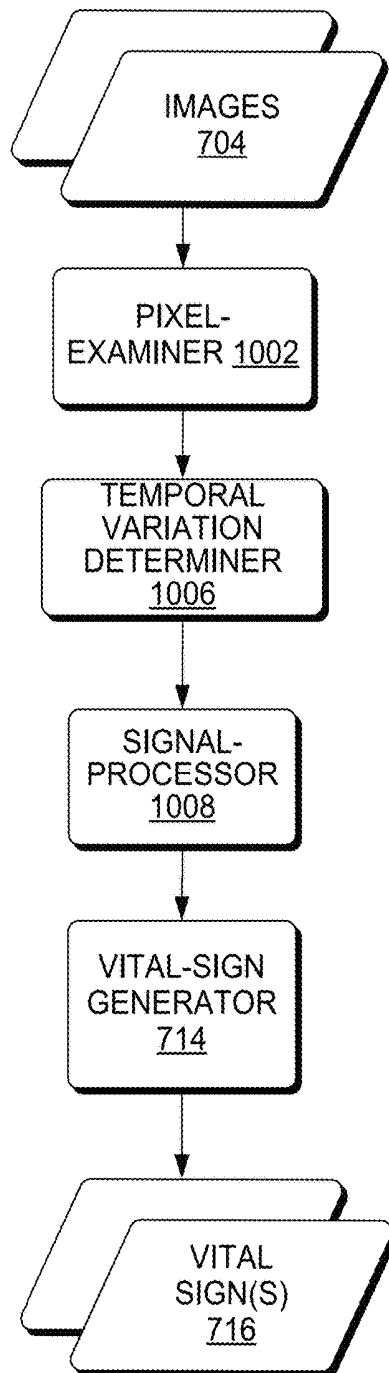 IMAGES
704
PIXEL-
EXAMINER 1002
TEMPORAL
VARIATION
DETERMINER
1006
SIGNAL-
PROCESSOR
1008
VITAL-SIGN
GENERATOR
714
VITAL
SIGN(S)
716